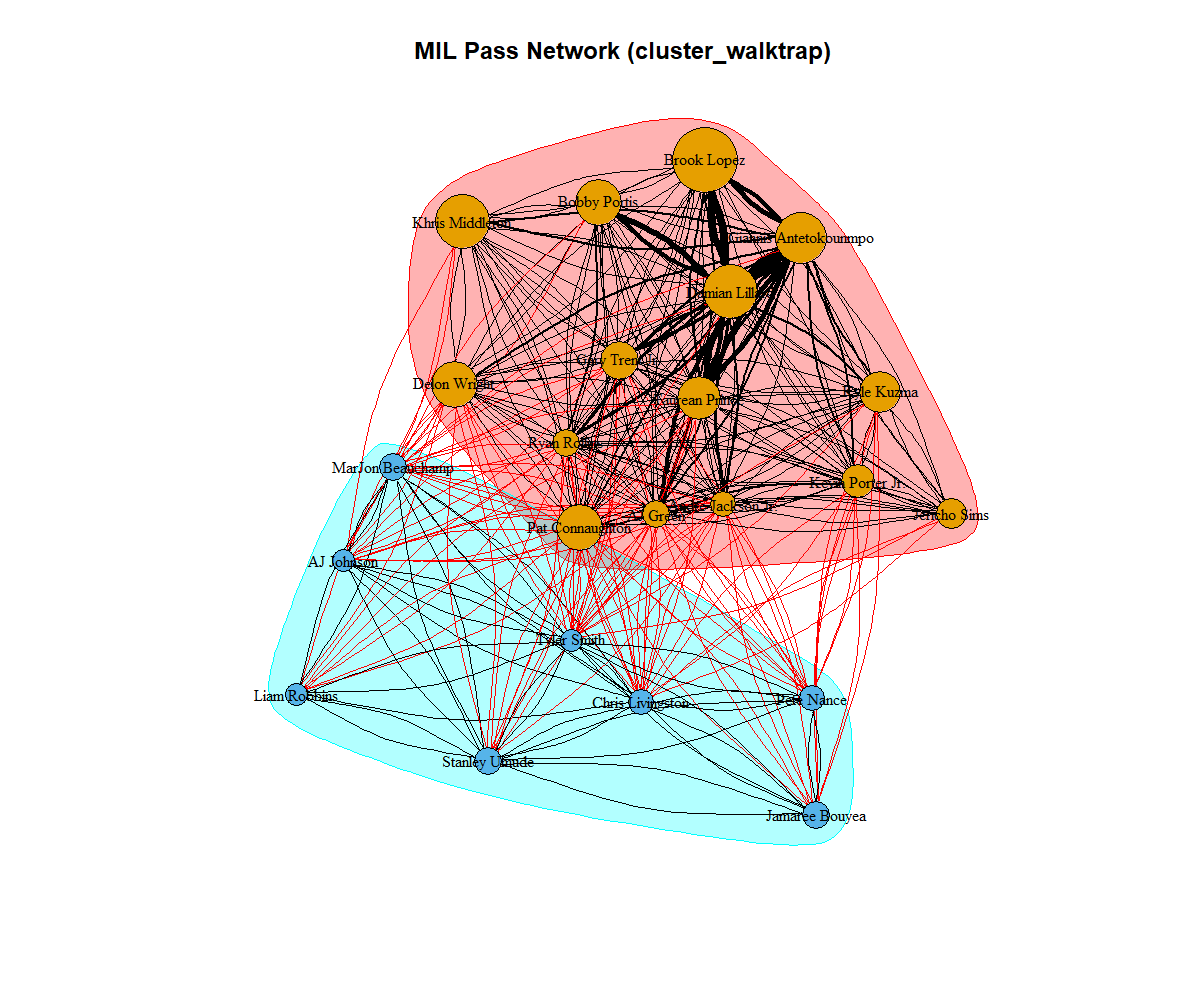 MIL Pass Network (cluster_walktrap)
Brook Lopez
Bobby Portis
Khris Middleton
Giannis Antetokounmpo
Damian Lillard
Gary Trent Jr
Delon Wright
Kyle Kuzma
Taurean Prince
Ryan Rollins
MarJon Beauchamp
Kevin Porter Jr
Andre Jackson Jr
AJ Green
Jericho Sims
Pat Connaughton
AJ Johnson
Tyler Smith
Liam Robbins
Pete Nance
Chris Livingston
Stanley Umude
Jamaree Bouyea